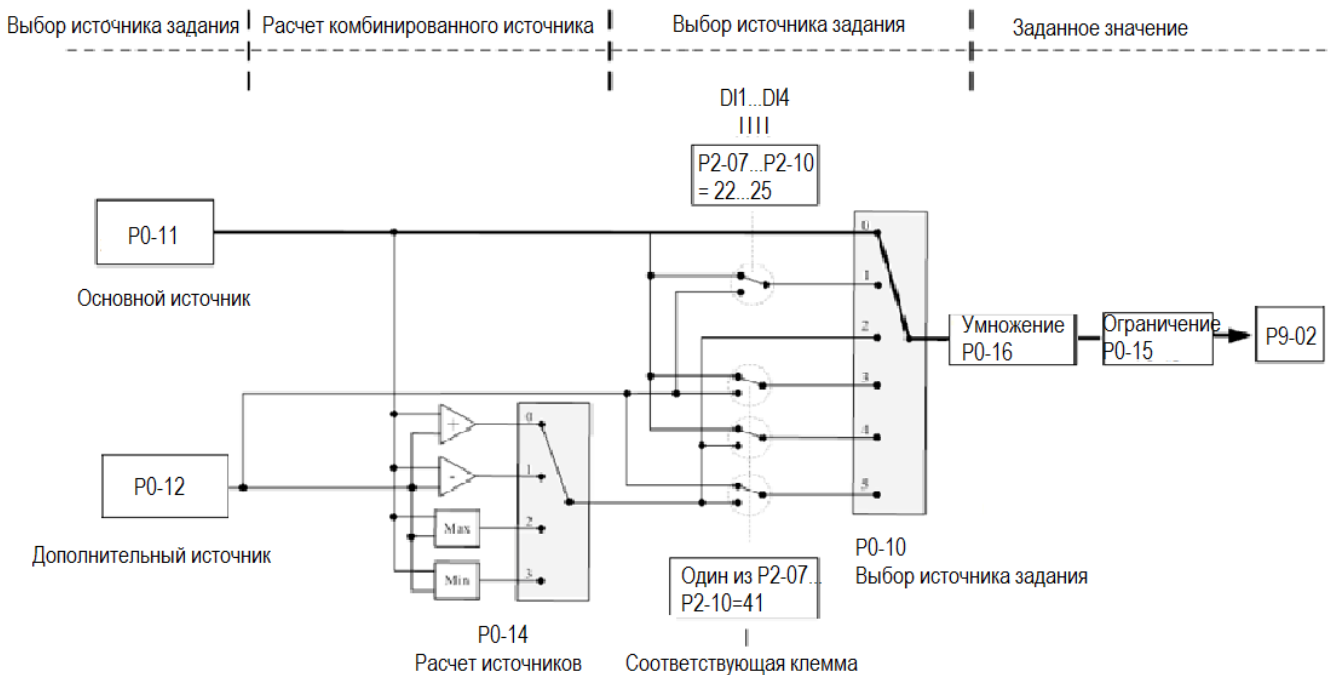 Выбор источника задания
Расчет комбинированного источника
Выбор источника задания
Заданное значение
DI1...DI4
P2-07...P2-10
= 22...25
P0-11
Основной источник
0
1
2
3
4
5
Умножение
P0-16
Ограничение
P0-15
P9-02
P0-12
Дополнительный источник
+
-
Max
Min
0
1
2
3
P0-14
Расчет источников
Один из P2-07...
P2-10=41
Соответствующая клемма
P0-10
Выбор источника задания